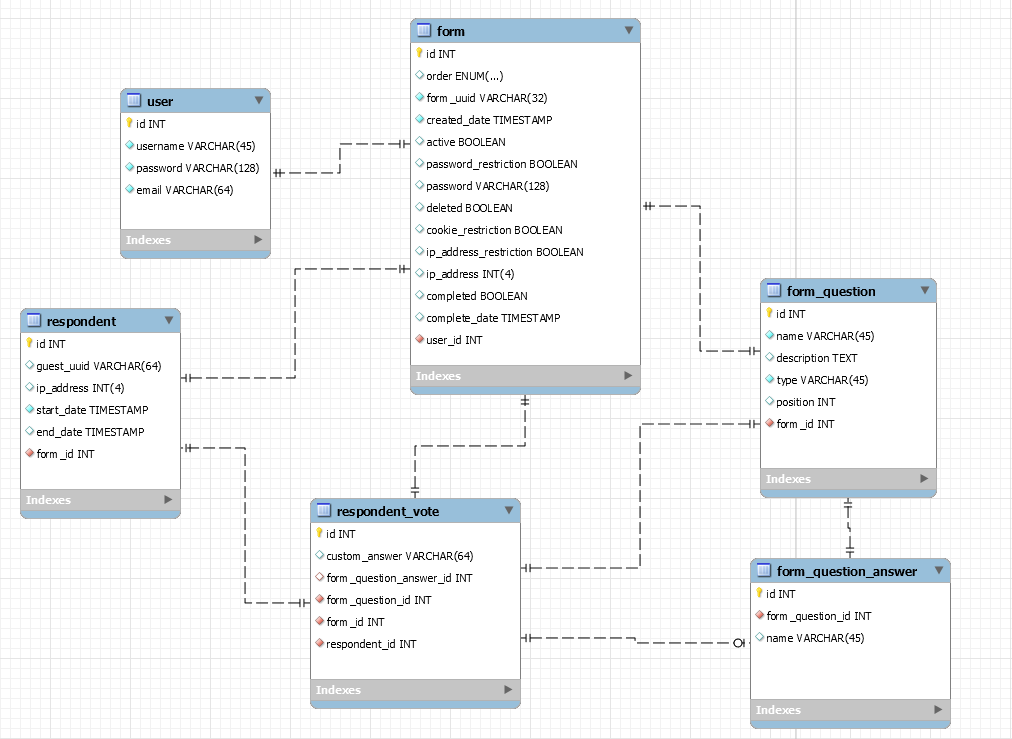 form
id INT
order ENUM(...)
form_uuid VARCHAR(32)
created_date TIMESTAMP
active BOOLEAN
password_restriction BOOLEAN
password VARCHAR(128)
deleted BOOLEAN
cookie_restriction BOOLEAN
ip_address_restriction BOOLEAN
ip_address INT(4)
completed BOOLEAN
complete_date TIMESTAMP
user_id INT
Indexes
user
id INT
username VARCHAR(45)
password VARCHAR(128)
email VARCHAR(64)
Indexes
respondent
id INT
guest_uuid VARCHAR(64)
ip_address INT(4)
start_date TIMESTAMP
end_date TIMESTAMP
form_id INT
Indexes
form_question
id INT
name VARCHAR(45)
description TEXT
type VARCHAR(45)
position INT
form_id INT
Indexes
respondent_vote
id INT
custom_answer VARCHAR(64)
form_question_answer_id INT
form_question_id INT
form_id INT
respondent_id INT
Indexes
form_question_answer
id INT
form_question_id INT
name VARCHAR(45)
Indexes